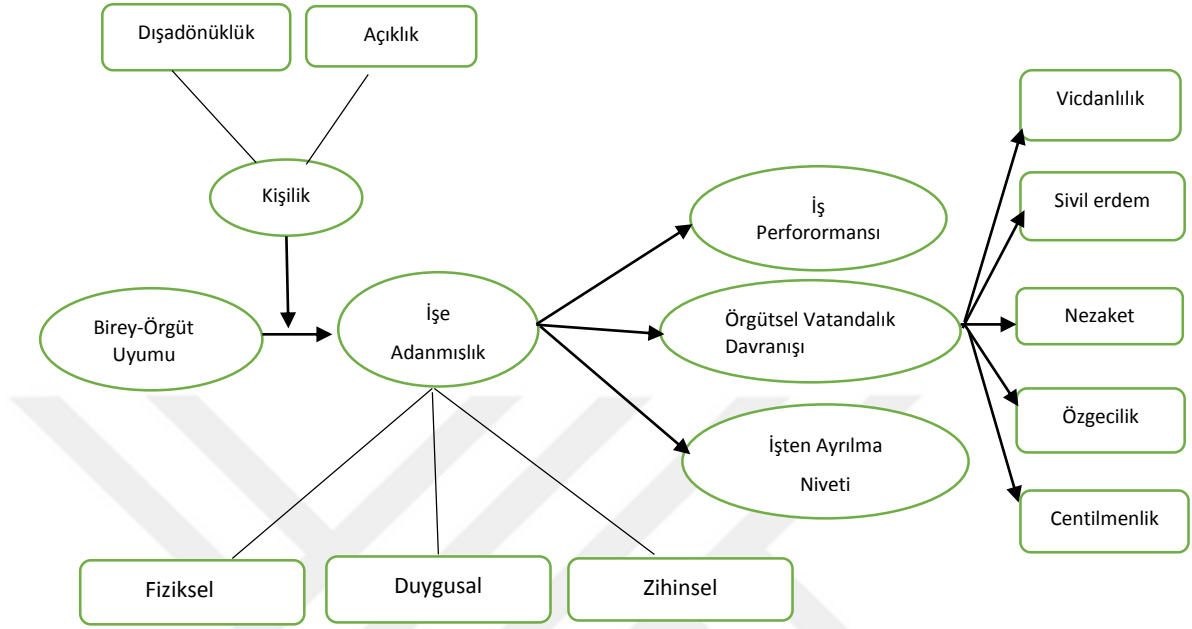 Dışadönüklük
Açıklık
Kişilik
Birey-Örgüt
Uyumu
İşe
Adanmıslık
Fiziksel
Duygusal
Zihinsel
İş
Perforormansı
Örgütsel Vatandalık
Davranışı
İşten Ayrılma
Niveti
Vicdanlılık
Sivil erdem
Nezaket
Özgecilik
Centilmenlik